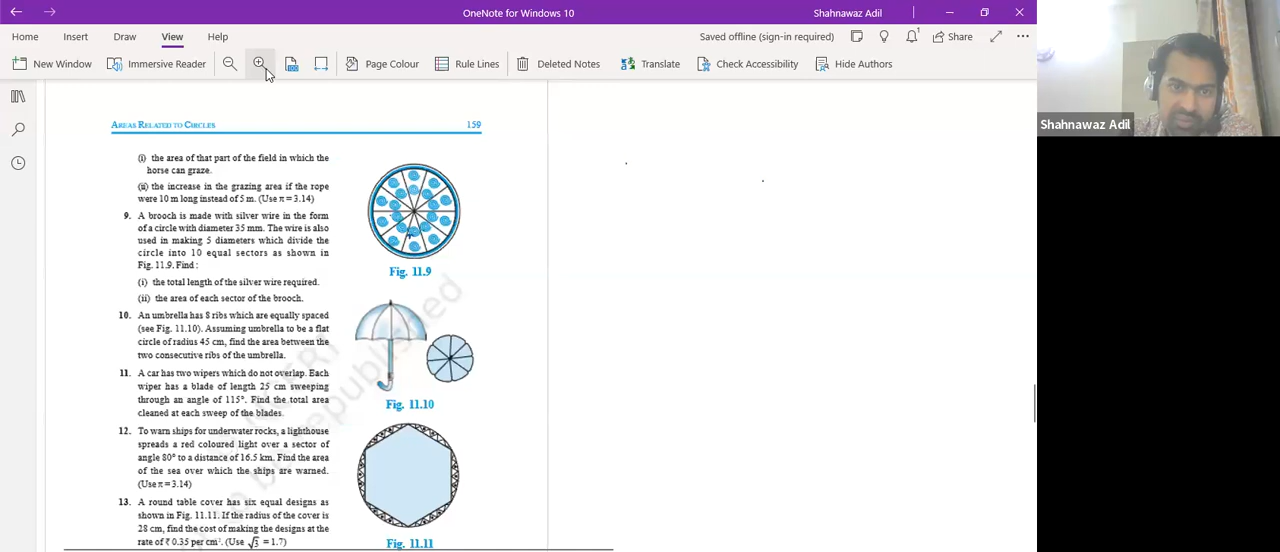 OneNote for Windows 10
Shahnawaz Adil
Home Insert Draw View Help
Saved offline (sign-in required)
1
Share
New Window
Immersive Reader
100
Page Colour
Rule Lines
Deleted Notes
Translate
Check Accessibility
Hide Authors
Shahnawaz Adil
AREAS RELATED TO CIRCLES 159
(i) the area of that part of the field in which the
horse can graze.
(ii) the increase in the grazing area if the rope
were 10 m long instead of 5 m. (Use π = 3.14)
9. A brooch is made with silver wire in the form
of a circle with diameter 35 mm. The wire is also
used in making 5 diameters which divide the
circle into 10 equal sectors as shown in
Fig. 11.9. Find :
(i) the total length of the silver wire required.
(ii) the area of each sector of the brooch.
Fig. 11.9
10. An umbrella has 8 ribs which are equally spaced
(see Fig. 11.10). Assuming umbrella to be a flat
circle of radius 45 cm, find the area between the
two consecutive ribs of the umbrella.
Fig. 11.10
11. A car has two wipers which do not overlap. Each
wiper has a blade of length 25 cm sweeping
through an angle of 115°. Find the total area
cleaned at each sweep of the blades.
12. To warn ships for underwater rocks, a lighthouse
spreads a red coloured light over a sector of
angle 80° to a distance of 16.5 km. Find the area
of the sea over which the ships are warned.
(Use π = 3.14)
13. A round table cover has six equal designs as
shown in Fig. 11.11. If the radius of the cover is
28 cm, find the cost of making the designs at the
rate of ₹ 0.35 per cm². (Use √3 = 1.7)
Fig. 11.11
republished